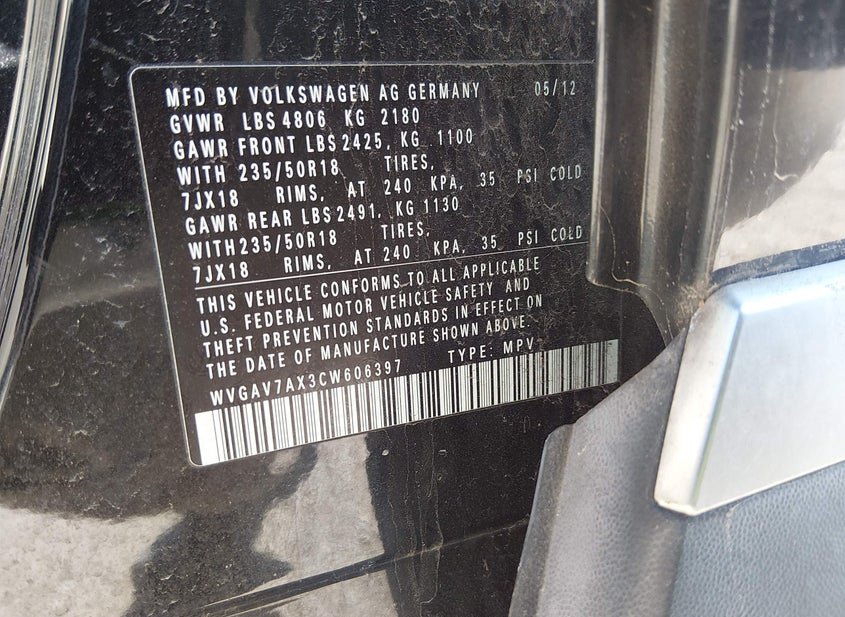 MFD BY VOLKSWAGEN AG GERMANY 05/12
GVWR LBS 4806 KG 2180
GAWR FRONT LBS 2425, KG 1100
WITH 235/50R18 TIRES,
7JX18 RIMS, AT 240 KPA, 35 PSI COLD
GAWR REAR LBS 2491, KG 1130
WITH 235/50R18 TIRES,
7JX18 RIMS, AT 240 KPA, 35 PSI COLD
THIS VEHICLE CONFORMS TO ALL APPLICABLE
U.S. FEDERAL MOTOR VEHICLE SAFETY AND
THEFT PREVENTION STANDARDS IN EFFECT ON
THE DATE OF MANUFACTURE SHOWN ABOVE.
WVGAV7AX3CW606397 TYPE: MPV